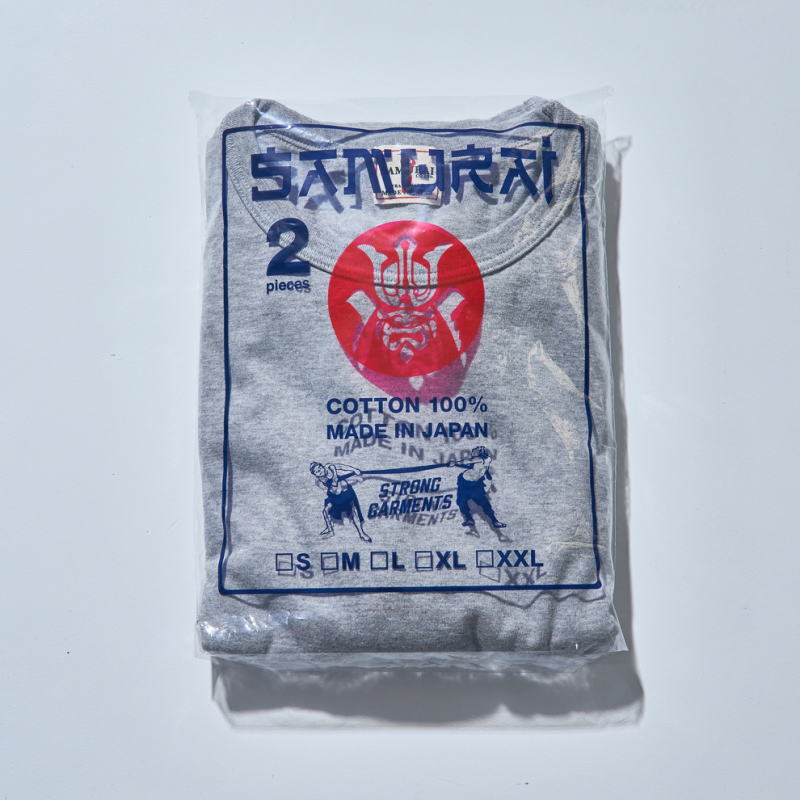 SAMURAI
2
pieces
COTTON 100%
MADE IN JAPAN
STRONG
GARMENTS
S M L XL XXL